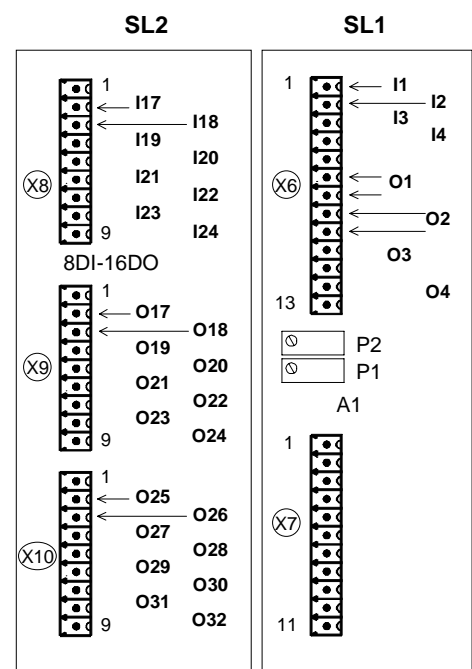 SL2
1
I17
I18
I19
I20
X8
I21
I22
I23
9
I24
8DI-16DO
1
O17
O18
O19
X9
O20
O21
O22
O23
9
O24
1
O25
O26
O27
X10
O28
O29
O30
O31
9
O32
SL1
1
I1
I2
I3
I4
X6
O1
O2
O3
O4
13
P2
P1
A1
1
X7
11